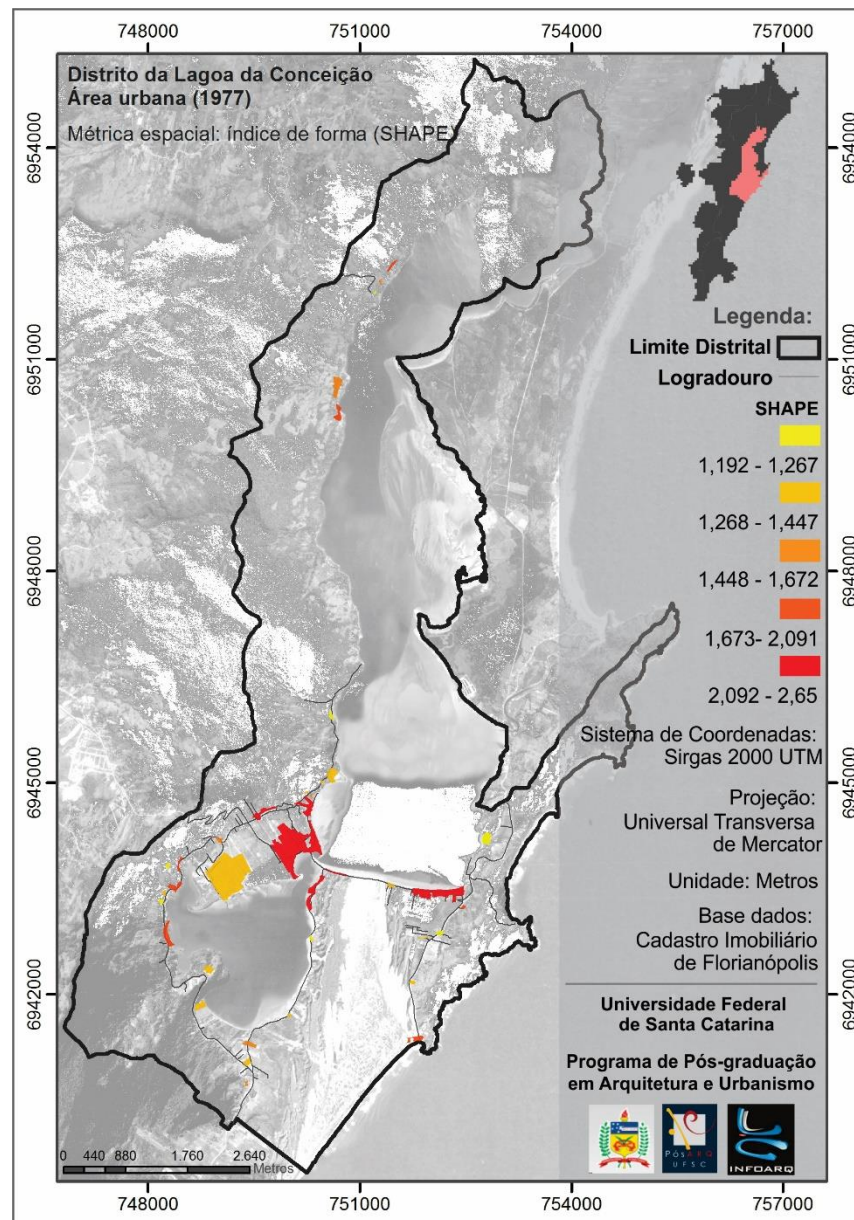 748000 751000 754000 757000
Distrito da Lagoa da Conceição
Área urbana (1977)
Métrica espacial: índice de forma (SHAPE)
6954000
6951000
6948000
6945000
6942000
6954000
6951000
6948000
6945000
6942000
Legenda:
Limite Distrital
Logradouro
SHAPE
1,192 - 1,267
1,268 - 1,447
1,448 - 1,672
1,673- 2,091
2,092 - 2,65
Sistema de Coordenadas:
Sirgas 2000 UTM
Projeção:
Universal Transversa
de Mercator
Unidade: Metros
Base dados:
Cadastro Imobiliário
de Florianópolis
Universidade Federal
de Santa Catarina
Programa de Pós-graduação
em Arquitetura e Urbanismo
PósARQ
UFSC
INFOARQ
0 440 880 1.760 2.640
Metros
748000 751000 754000 757000